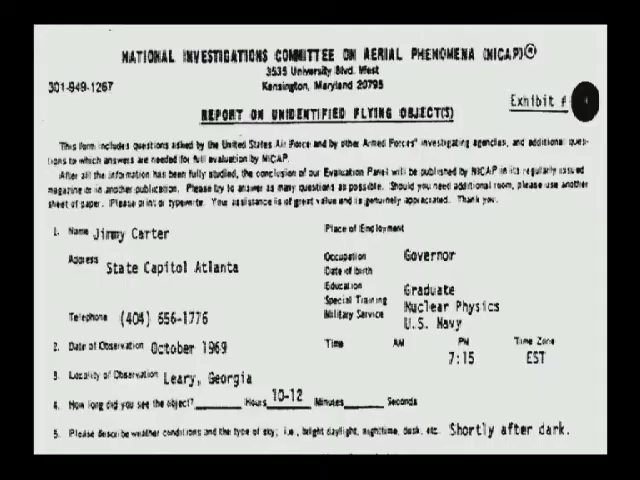 NATIONAL INVESTIGATIONS COMMITTEE ON AERIAL PHENOMENA (NICAP)®
3535 University Blvd. West
301-949-1267 Kensington, Maryland 20795
Exhibit #
REPORT ON UNIDENTIFIED FLYING OBJECT(S)
This form includes questions asked by the United States Air Force and by other Armed Forces' investigating agencies, and additional ques-
tions to which answers are needed for full evaluation by NICAP.
After all the information has been fully studied, the conclusion of our Evaluation Panel will be published by NICAP in its regularly issued
magazine or in another publication. Please try to answer as many questions as possible. Should you need additional room, please use another
sheet of paper. Please print or typewrite. Your assistance is of great value and is genuinely appreciated. Thank you.
1. Name Jimmy Carter Place of Employment
Address State Capitol Atlanta Occupation Governor
Date of birth
Education Graduate
Special Training Nuclear Physics
Telephone (404) 656-1776 Military Service U.S. Navy
2. Date of Observation October 1969 Time AM PM Time Zone
7:15 EST
3. Locality of Observation Leary, Georgia
4. How long did you see the object? Hours 10-12 Minutes Seconds
5. Please describe weather conditions and the type of sky; i.e., bright daylight, nighttime, dusk, etc. Shortly after dark.